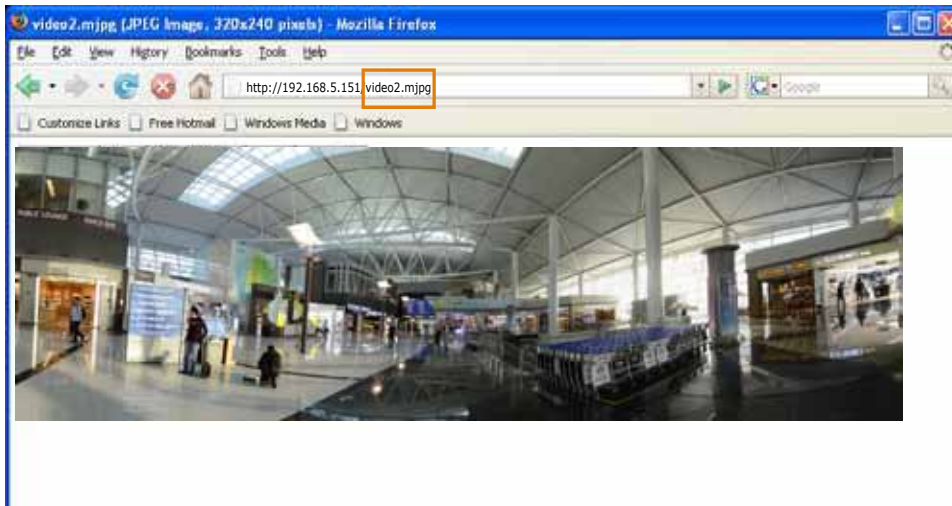 video2.mjpg (JPEG Image, 320x240 pixels) - Mozilla Firefox
File Edit View History Bookmarks Tools Help
http://192.168.5.151/video2.mjpg
Google
Customize Links Free Hotmail Windows Media Windows